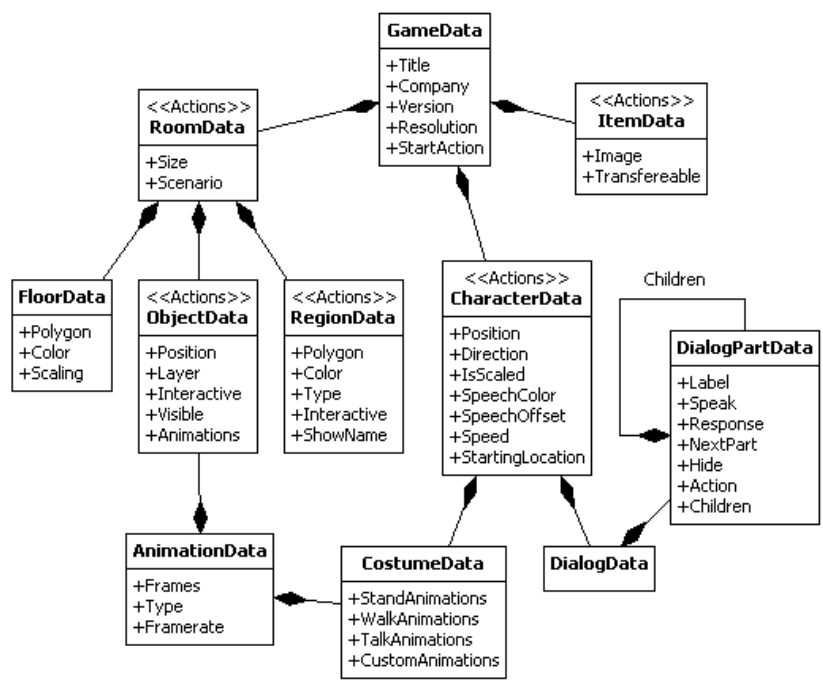 GameData
+Title
+Company
+Version
+Resolution
+StartAction
<<Actions>>
RoomData
+Size
+Scenario
<<Actions>>
ItemData
+Image
+Transfereable
FloorData
+Polygon
+Color
+Scaling
<<Actions>>
ObjectData
+Position
+Layer
+Interactive
+Visible
+Animations
<<Actions>>
RegionData
+Polygon
+Color
+Type
+Interactive
+ShowName
<<Actions>>
CharacterData
+Position
+Direction
+IsScaled
+SpeechColor
+SpeechOffset
+Speed
+StartingLocation
Children
DialogPartData
+Label
+Speak
+Response
+NextPart
+Hide
+Action
+Children
AnimationData
+Frames
+Type
+Framerate
CostumeData
+StandAnimations
+WalkAnimations
+TalkAnimations
+CustomAnimations
DialogData